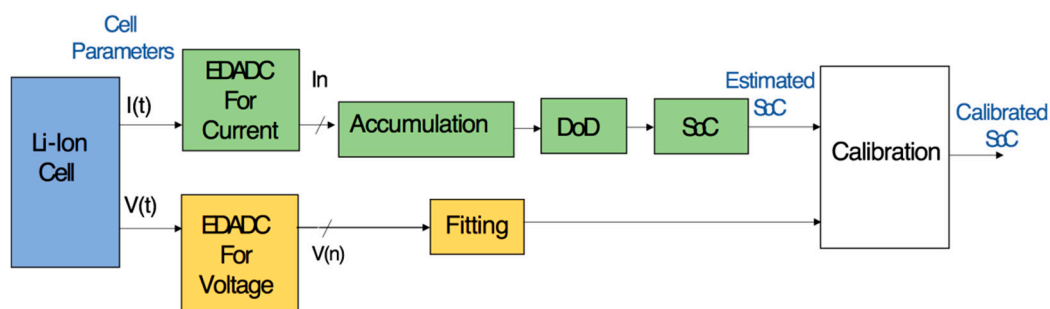 Cell
Parameters
EDADC
For
Current
In
I(t)
Li-Ion
Cell
Accumulation
DoD
SoC
Estimated
SoC
Calibration
Calibrated
SoC
V(t)
EDADC
For
Voltage
V(n)
Fitting